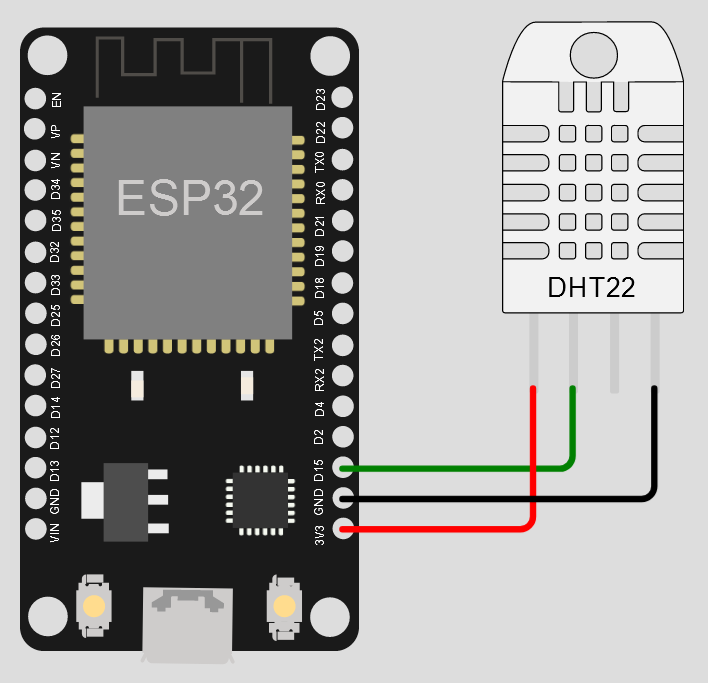 EN
VP
VN
D34
D35
D32
D33
D25
D26
D27
D14
D12
D13
GND
VIN
ESP32
D23
D22
TX0
RX0
D21
D19
D18
D5
TX2
RX2
D4
D2
D15
GND
3V3
DHT22